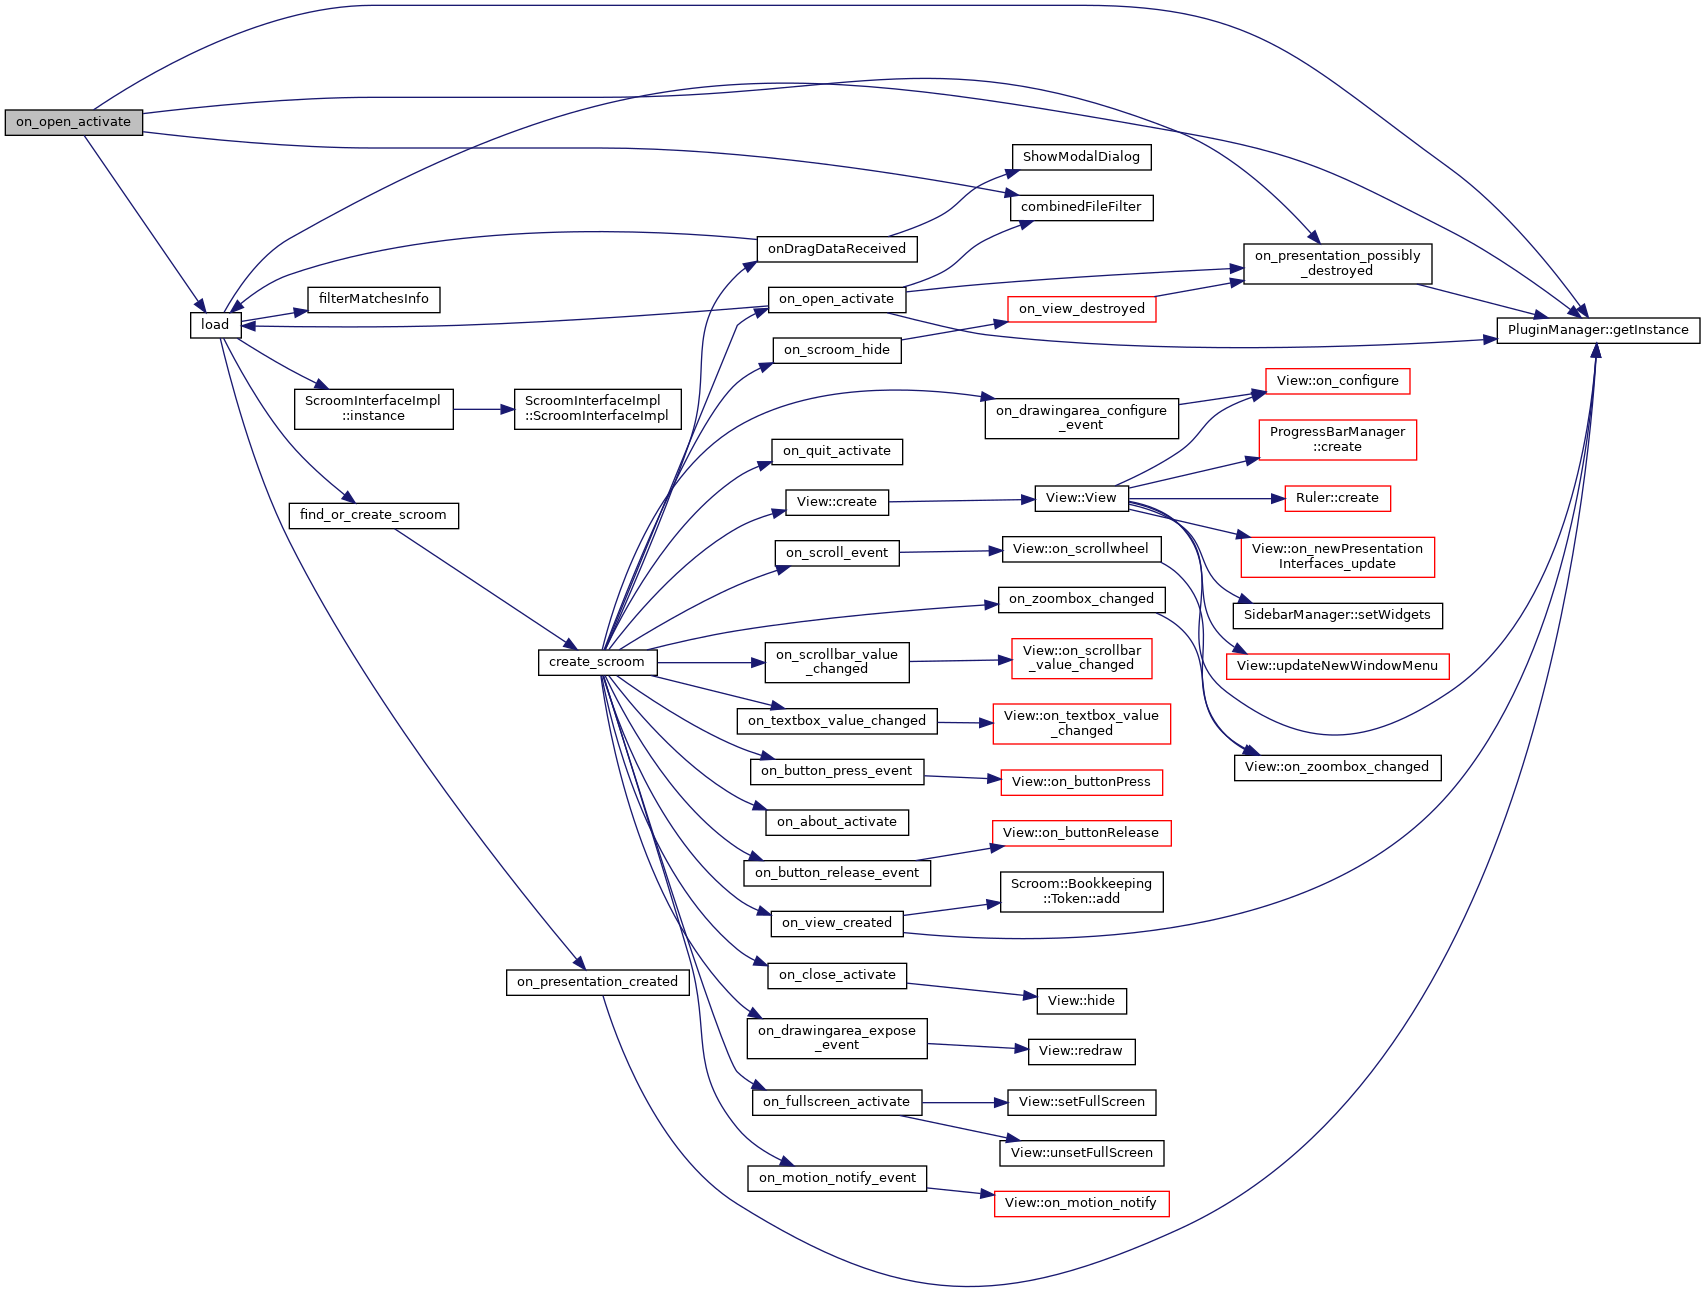 on_open_activate
load
filterMatchesInfo
ScroomInterfaceImpl
::instance
ScroomInterfaceImpl
::ScroomInterfaceImpl
find_or_create_scroom
create_scroom
on_presentation_created
onDragDataReceived
on_open_activate
on_scroom_hide
on_quit_activate
View::create
on_scroll_event
on_scrollbar_value
_changed
on_textbox_value_changed
on_button_press_event
on_about_activate
on_button_release_event
on_view_created
on_close_activate
on_drawingarea_expose
_event
on_fullscreen_activate
on_motion_notify_event
ShowModalDialog
combinedFileFilter
on_view_destroyed
on_drawingarea_configure
_event
View::View
View::on_scrollwheel
on_zoombox_changed
View::on_scrollbar
_value_changed
View::on_textbox_value
_changed
View::on_buttonPress
View::on_buttonRelease
Scroom::Bookkeeping
::Token::add
View::hide
View::redraw
View::setFullScreen
View::unsetFullScreen
View::on_motion_notify
on_presentation_possibly
_destroyed
View::on_configure
ProgressBarManager
::create
Ruler::create
View::on_newPresentation
Interfaces_update
SidebarManager::setWidgets
View::updateNewWindowMenu
View::on_zoombox_changed
PluginManager::getInstance